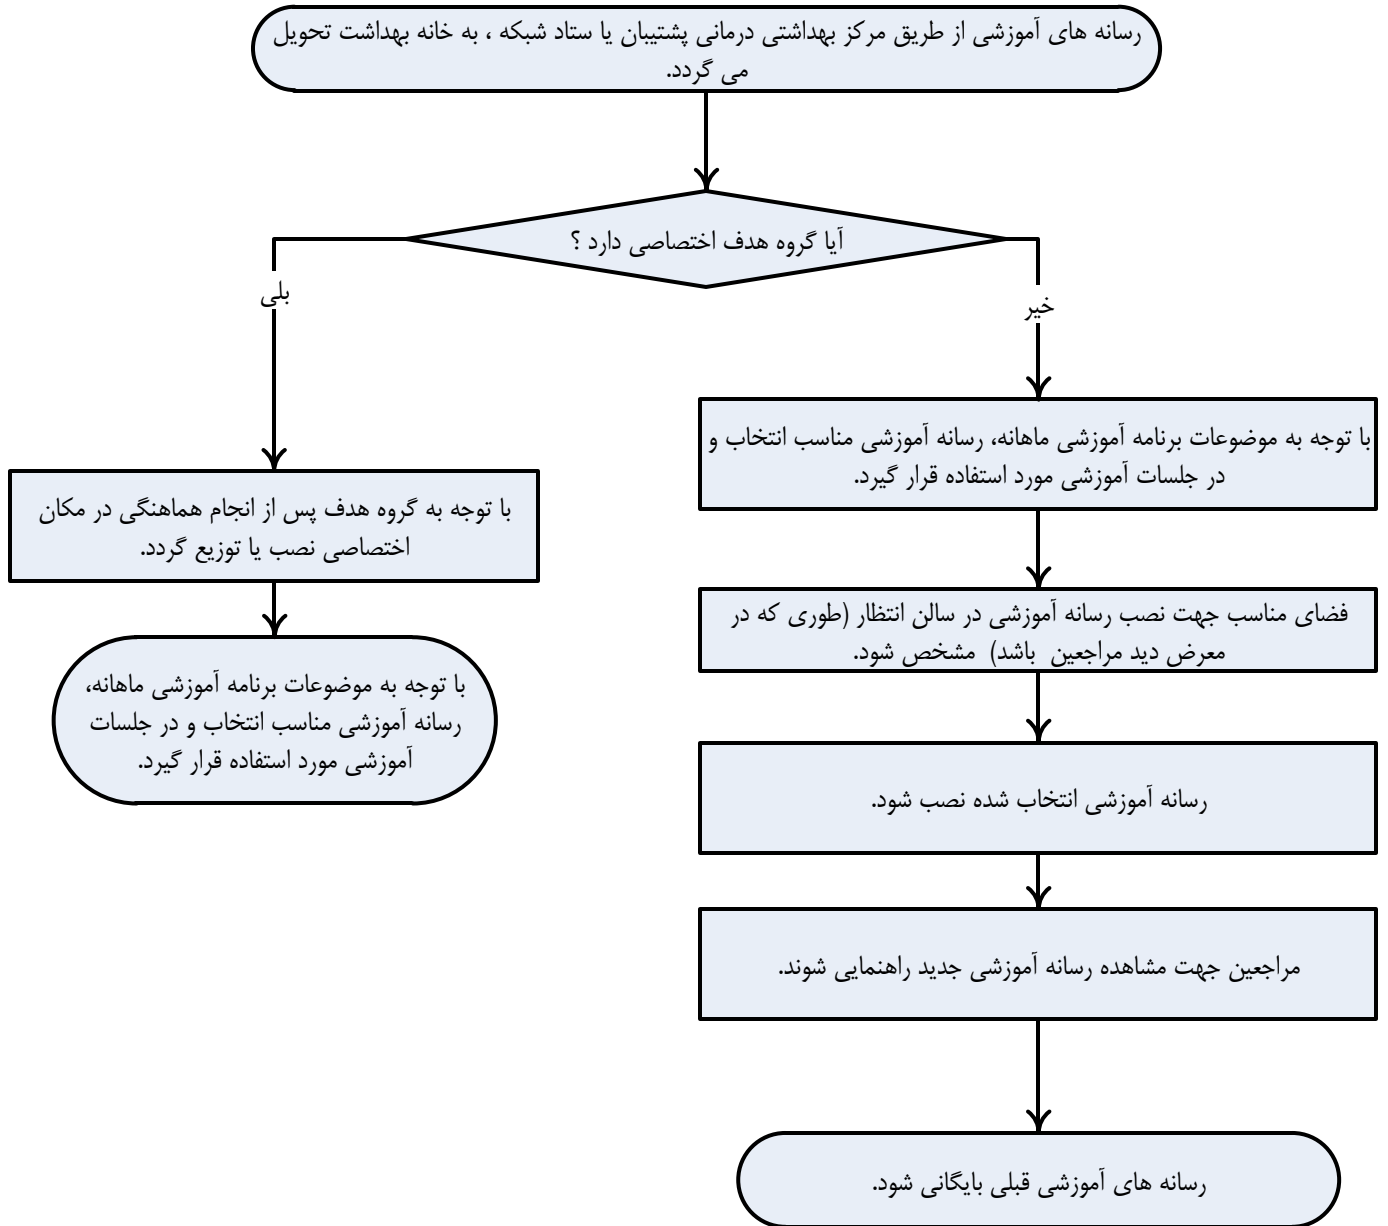 رسانه های آموزشی از طریق مرکز بهداشتی درمانی پشتیبان یا ستاد شبکه ، به خانه بهداشت تحویل
می گردد.
آیا گروه هدف اختصاصی دارد ؟
خیر
بلی
با توجه به موضوعات برنامه آموزشی ماهانه، رسانه آموزشی مناسب انتخاب و
در جلسات آموزشی مورد استفاده قرار گیرد.
فضای مناسب جهت نصب رسانه آموزشی در سالن انتظار (طوری که در
معرض دید مراجعین باشد) مشخص شود.
رسانه آموزشی انتخاب شده نصب شود.
مراجعین جهت مشاهده رسانه آموزشی جدید راهنمایی شوند.
رسانه های آموزشی قبلی بایگانی شود.
با توجه به گروه هدف پس از انجام هماهنگی در مکان
اختصاصی نصب یا توزیع گردد.
با توجه به موضوعات برنامه آموزشی ماهانه،
رسانه آموزشی مناسب انتخاب و در جلسات
آموزشی مورد استفاده قرار گیرد.